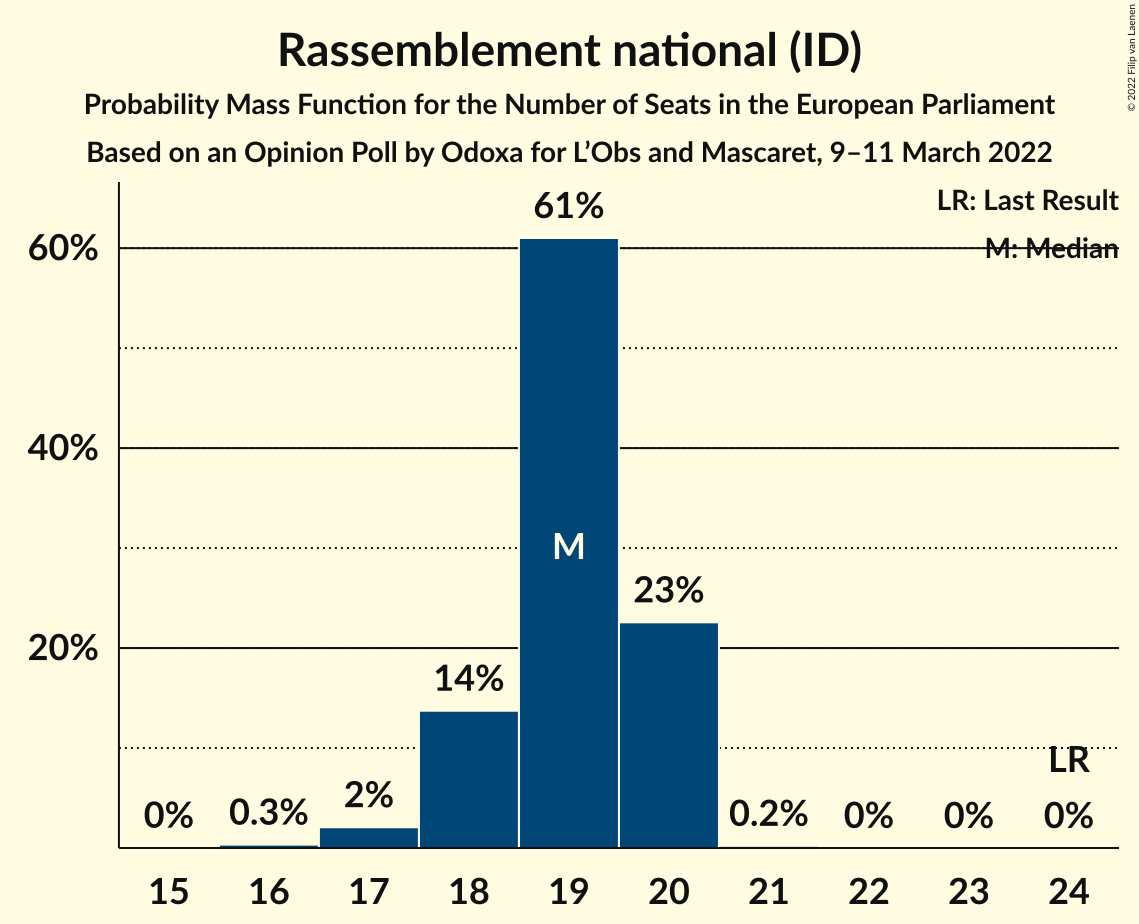 Rassemblement national (ID)
Probability Mass Function for the Number of Seats in the European Parliament
Based on an Opinion Poll by Odoxa for L’Obs and Mascaret, 9–11 March 2022
© 2022 Filip van Laenen
LR: Last Result
M: Median
60%
40%
20%
61%
M
23%
14%
LR
0%
0.3%
2%
0.2%
0%
0%
0%
15 16 17 18 19 20 21 22 23 24